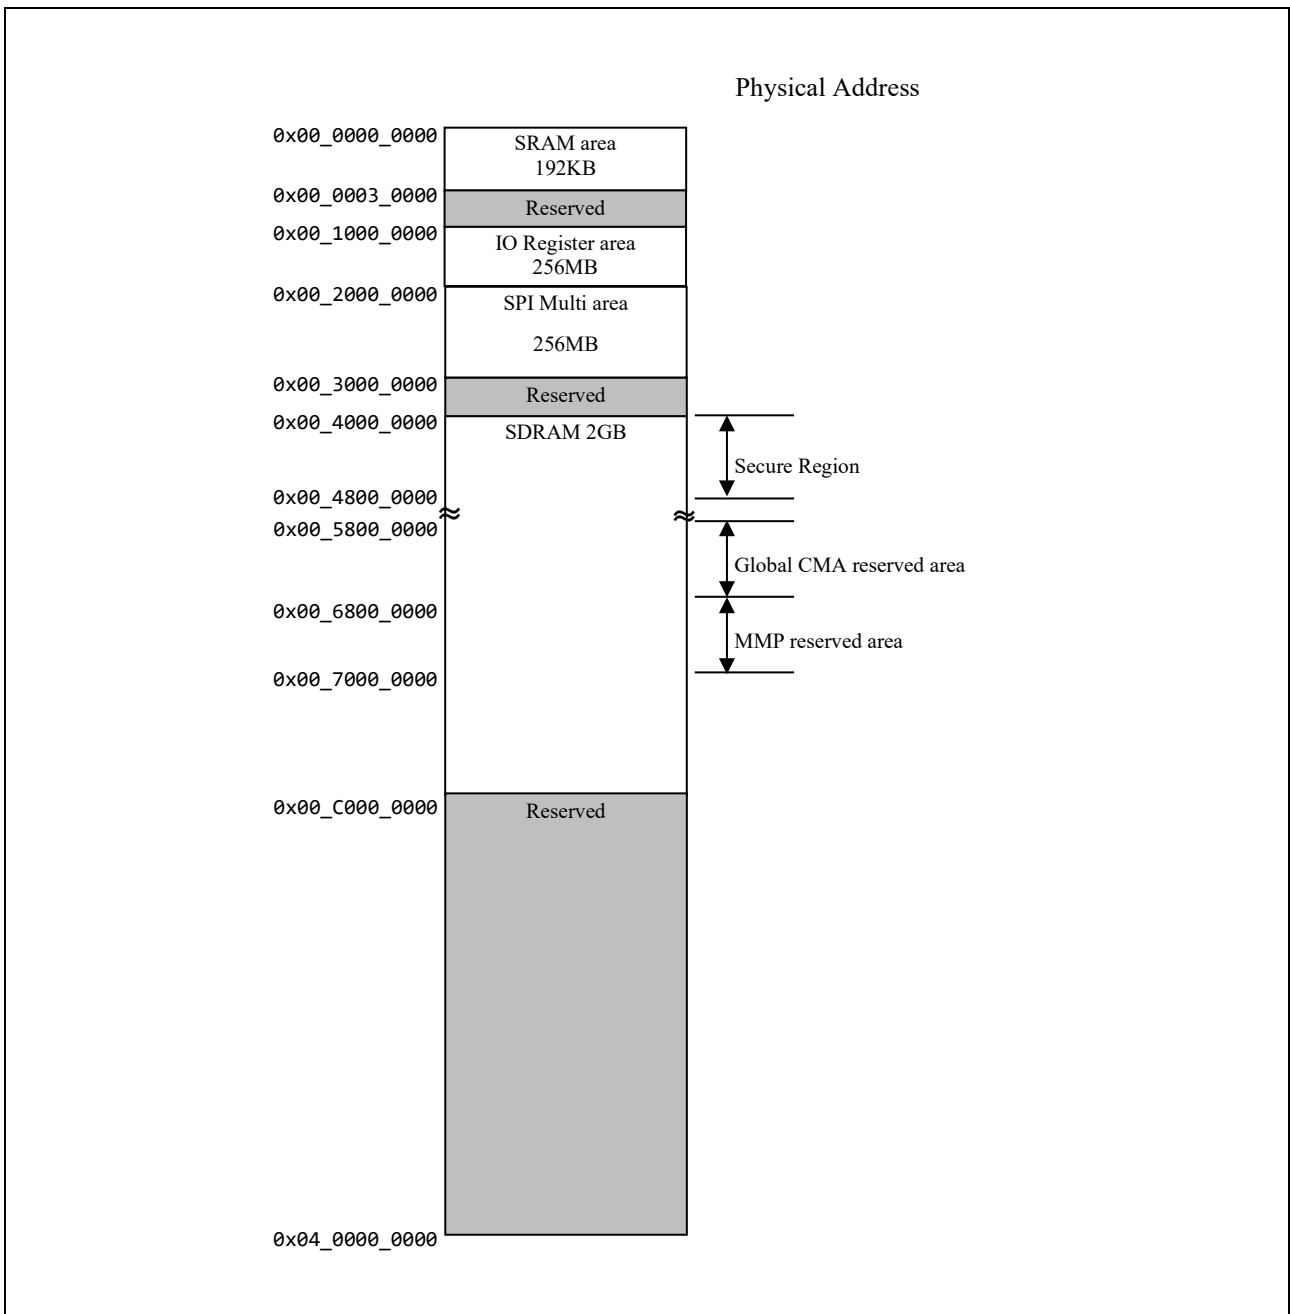 Physical Address
0x00_0000_0000
SRAM area
192KB
0x00_0003_0000
Reserved
0x00_1000_0000
IO Register area
256MB
0x00_2000_0000
SPI Multi area
256MB
0x00_3000_0000
Reserved
0x00_4000_0000
SDRAM 2GB
Secure Region
0x00_4800_0000
0x00_5800_0000
Global CMA reserved area
0x00_6800_0000
MMP reserved area
0x00_7000_0000
0x00_C000_0000
Reserved
0x04_0000_0000